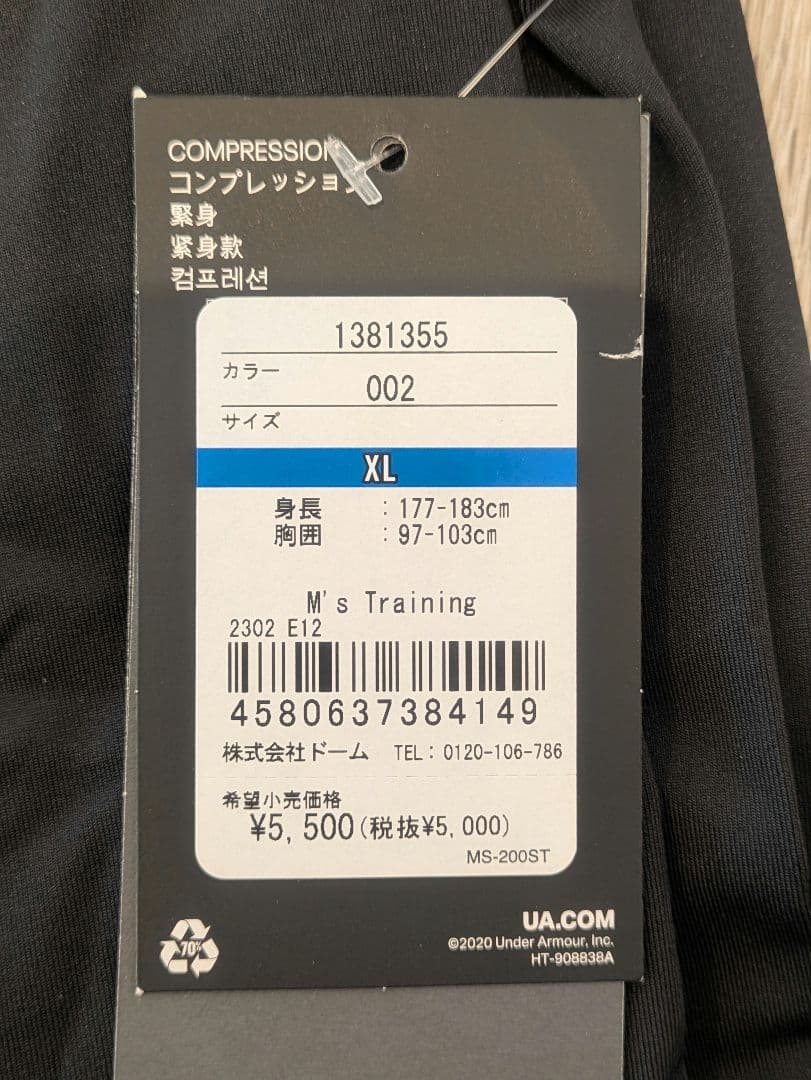 COMPRESSION
コンプレッション
緊身
紧身款
컴프레션
1381355
カラー
002
サイズ
XL
身長 : 177-183cm
胸囲 : 97-103cm
M's Training
2302 E12
4580637384149
株式会社ドーム TEL: 0120-106-786
希望小売価格
¥5,500(税抜¥5,000)
MS-200ST
70%
UA.COM
©2020 Under Armour, Inc.
HT-908838A